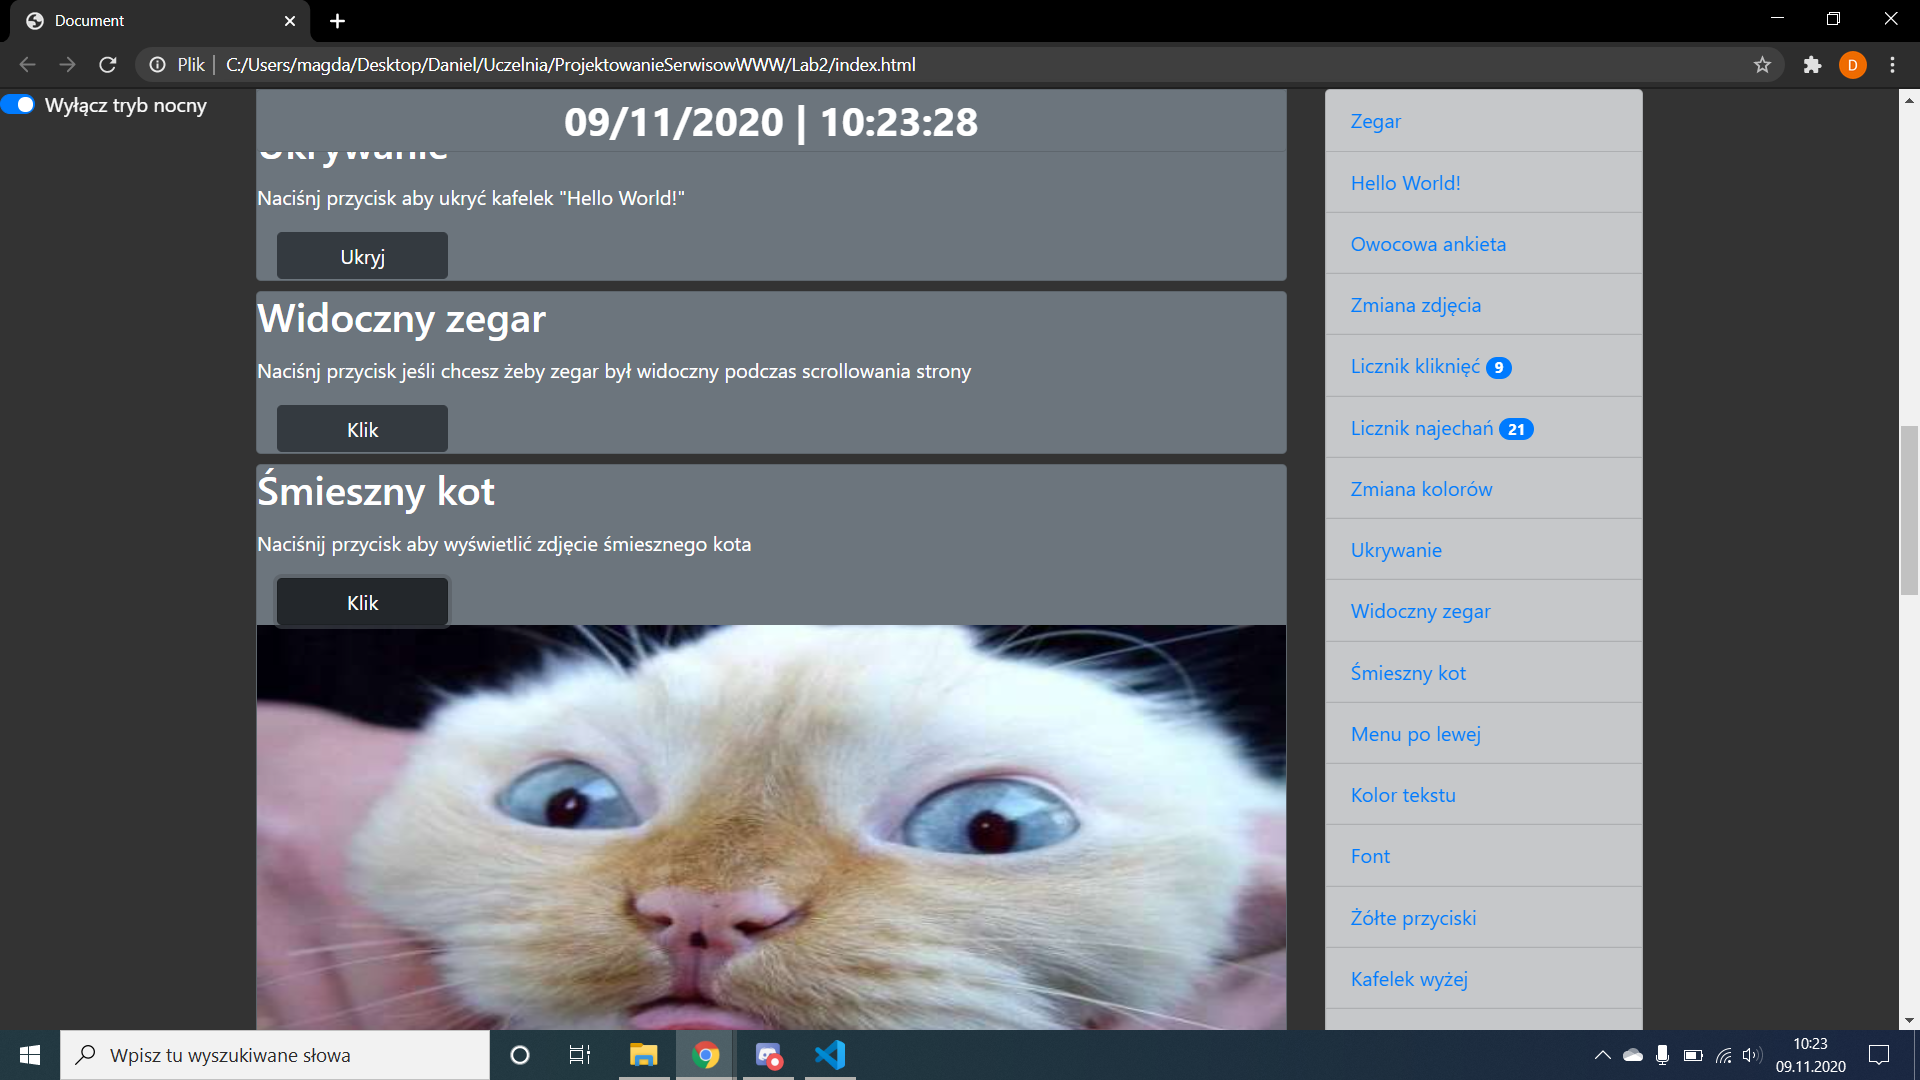 Document
Plik
C:/Users/magda/Desktop/Daniel/Uczelnia/ProjektowanieSerwisowWWW/Lab2/index.html
D
Wyłącz tryb nocny
09/11/2020 | 10:23:28
Ukrywanie
Naciśnj przycisk aby ukryć kafelek "Hello World!"
Ukryj
Widoczny zegar
Naciśnj przycisk jeśli chcesz żeby zegar był widoczny podczas scrollowania strony
Klik
Śmieszny kot
Naciśnij przycisk aby wyświetlić zdjęcie śmiesznego kota
Klik
Zegar
Hello World!
Owocowa ankieta
Zmiana zdjęcia
Licznik kliknięć 9
Licznik najechań 21
Zmiana kolorów
Ukrywanie
Widoczny zegar
Śmieszny kot
Menu po lewej
Kolor tekstu
Font
Żółte przyciski
Kafelek wyżej
Wpisz tu wyszukiwane słowa
10:23
09.11.2020